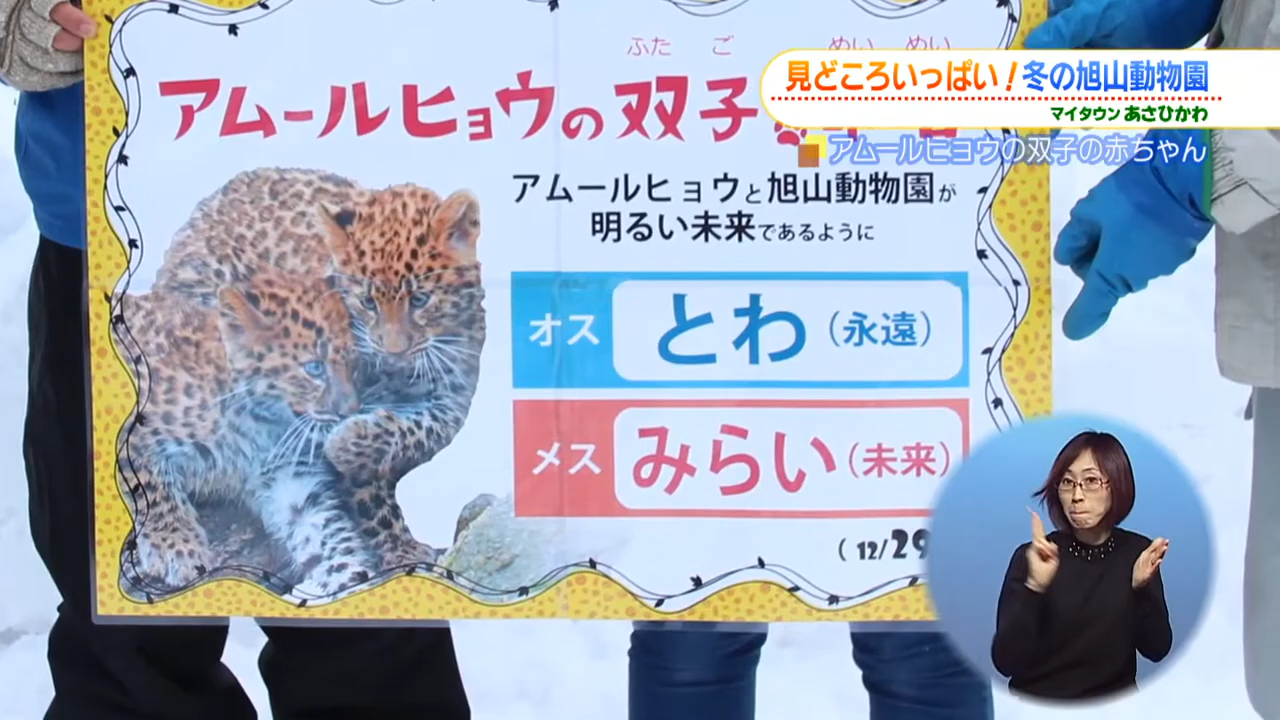 見どころいっぱい!冬の旭山動物園
マイタウン あさひかわ
アムールヒョウの双子の赤ちゃん
ふた ご めい めい
アムールヒョウの双子
アムールヒョウと旭山動物園が
明るい未来であるように
オス とわ(永遠)
メス みらい(未来)
(12/29